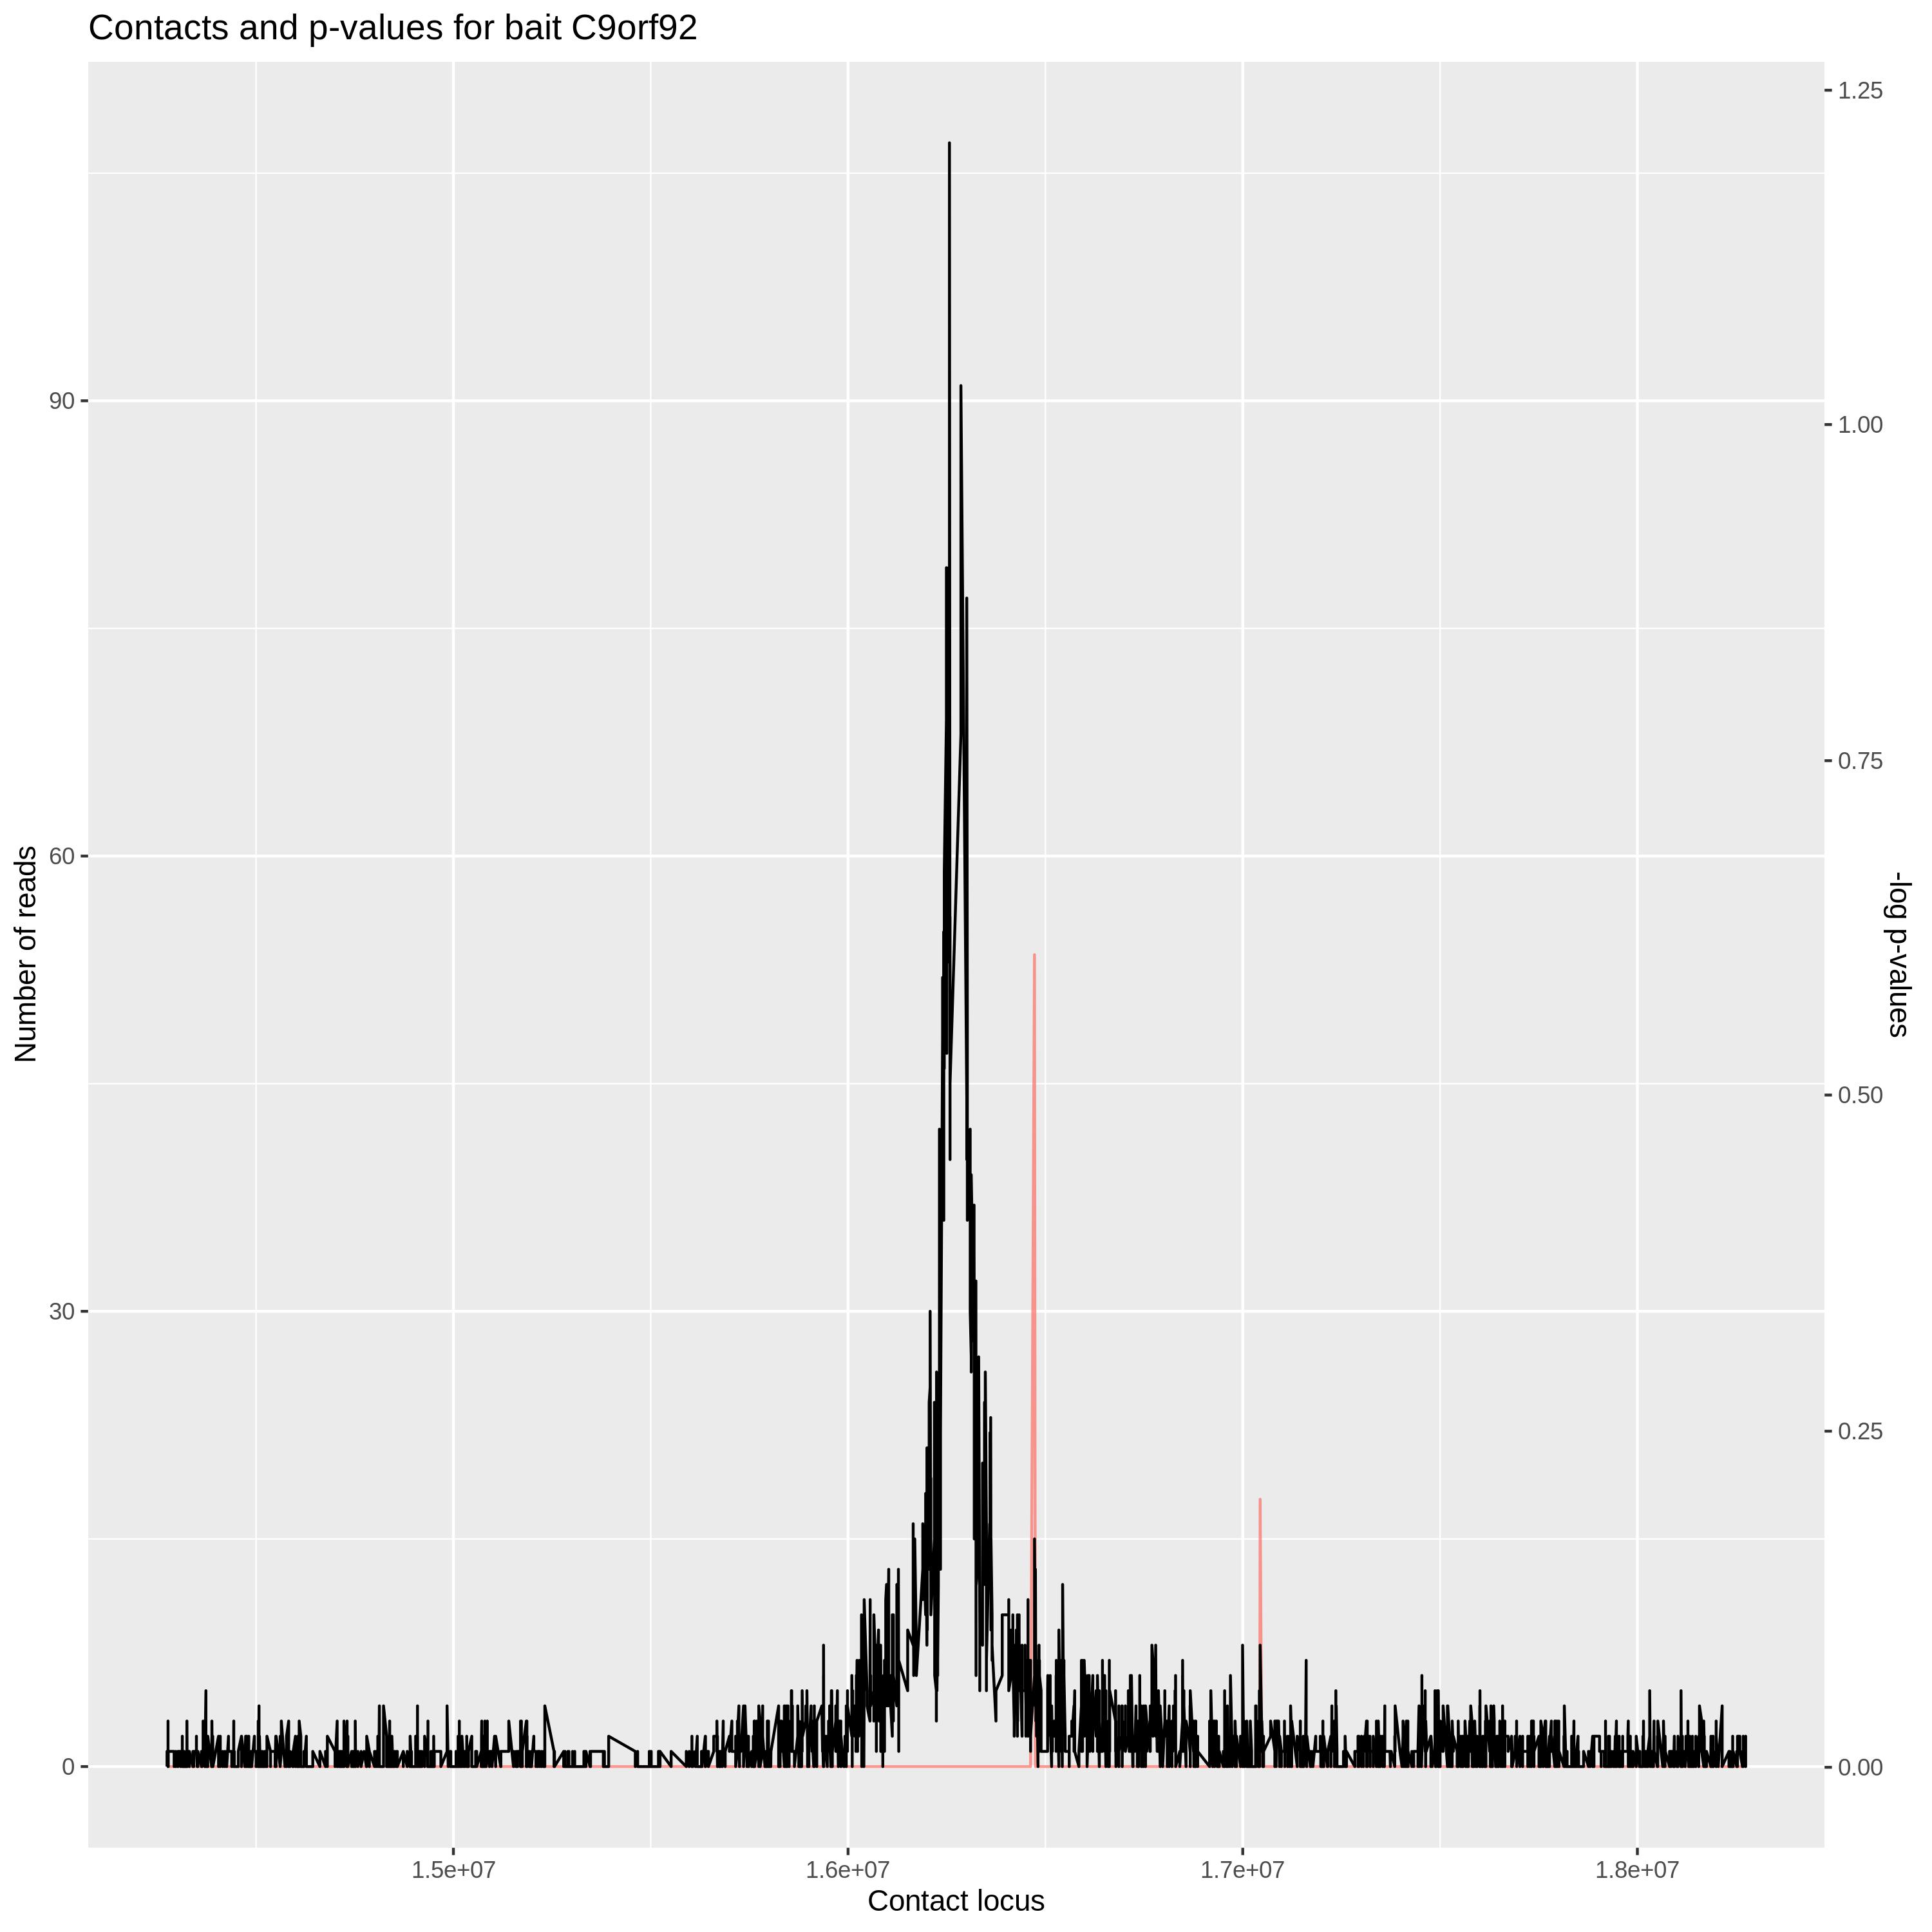 Contacts and p-values for bait C9orf92
1.25
90
1.00
0.75
60
Number of reads
-log p-values
0.50
30
0.25
0
0.00
1.5e+07
1.6e+07
1.7e+07
1.8e+07
Contact locus